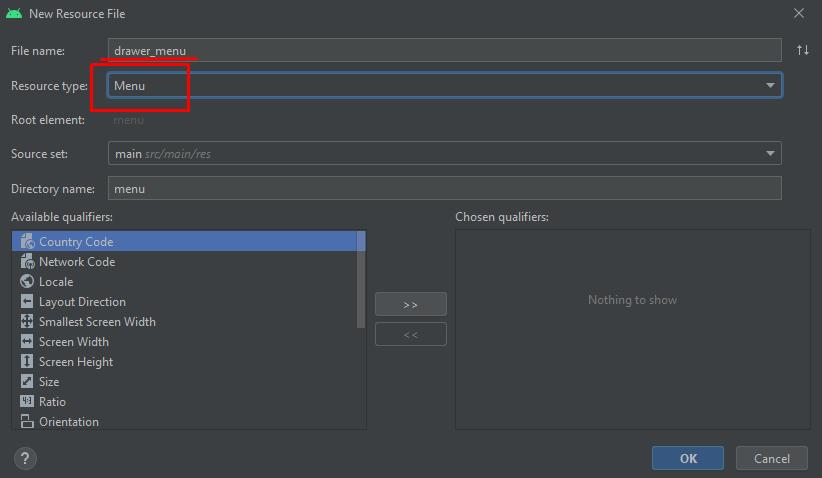 New Resource File
File name: drawer_menu
Resource type: Menu
Root element: menu
Source set: main src/main/res
Directory name: menu
Available qualifiers:
Country Code
Network Code
Locale
Layout Direction
Smallest Screen Width
Screen Width
Screen Height
Size
4:3 Ratio
Orientation
>>
<<
Chosen qualifiers:
Nothing to show
?
OK
Cancel